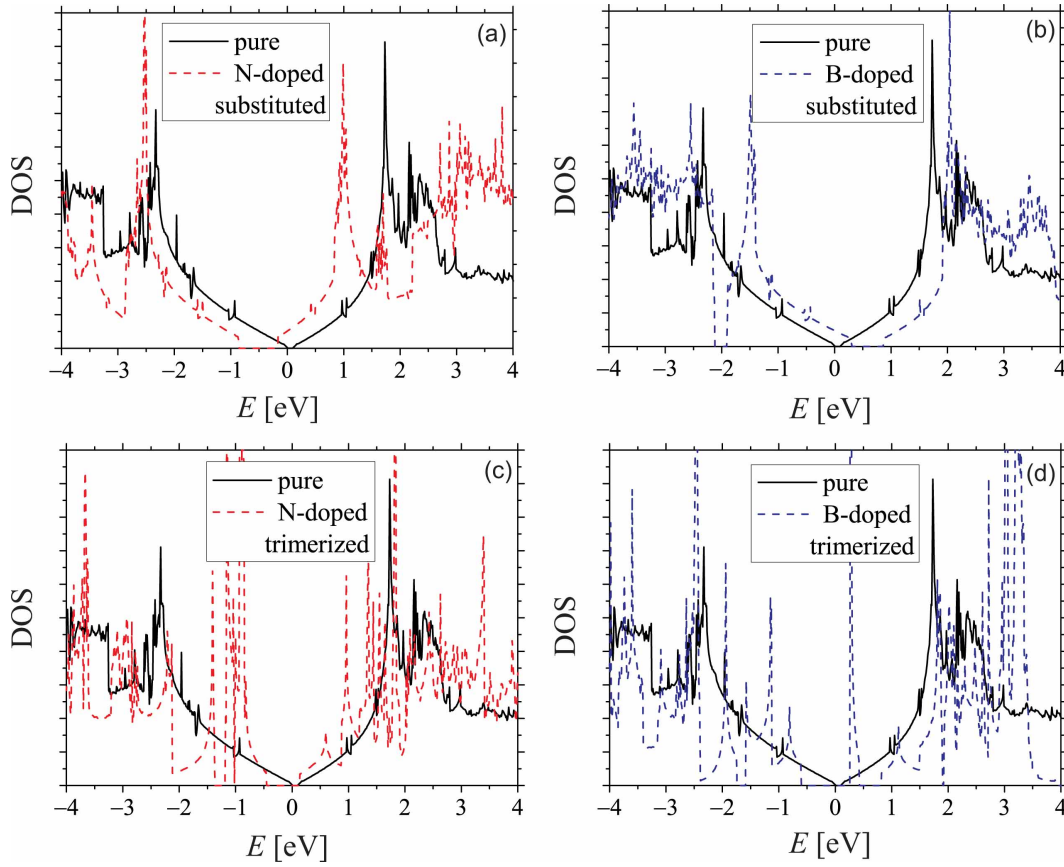 (a)
pure
N-doped
substituted
DOS
−4 −3 −2 −1 0 1 2 3 4
E [eV]
(b)
pure
B-doped
substituted
DOS
−4 −3 −2 −1 0 1 2 3 4
E [eV]
(c)
pure
N-doped
trimerized
DOS
−4 −3 −2 −1 0 1 2 3 4
E [eV]
(d)
pure
B-doped
trimerized
DOS
−4 −3 −2 −1 0 1 2 3 4
E [eV]